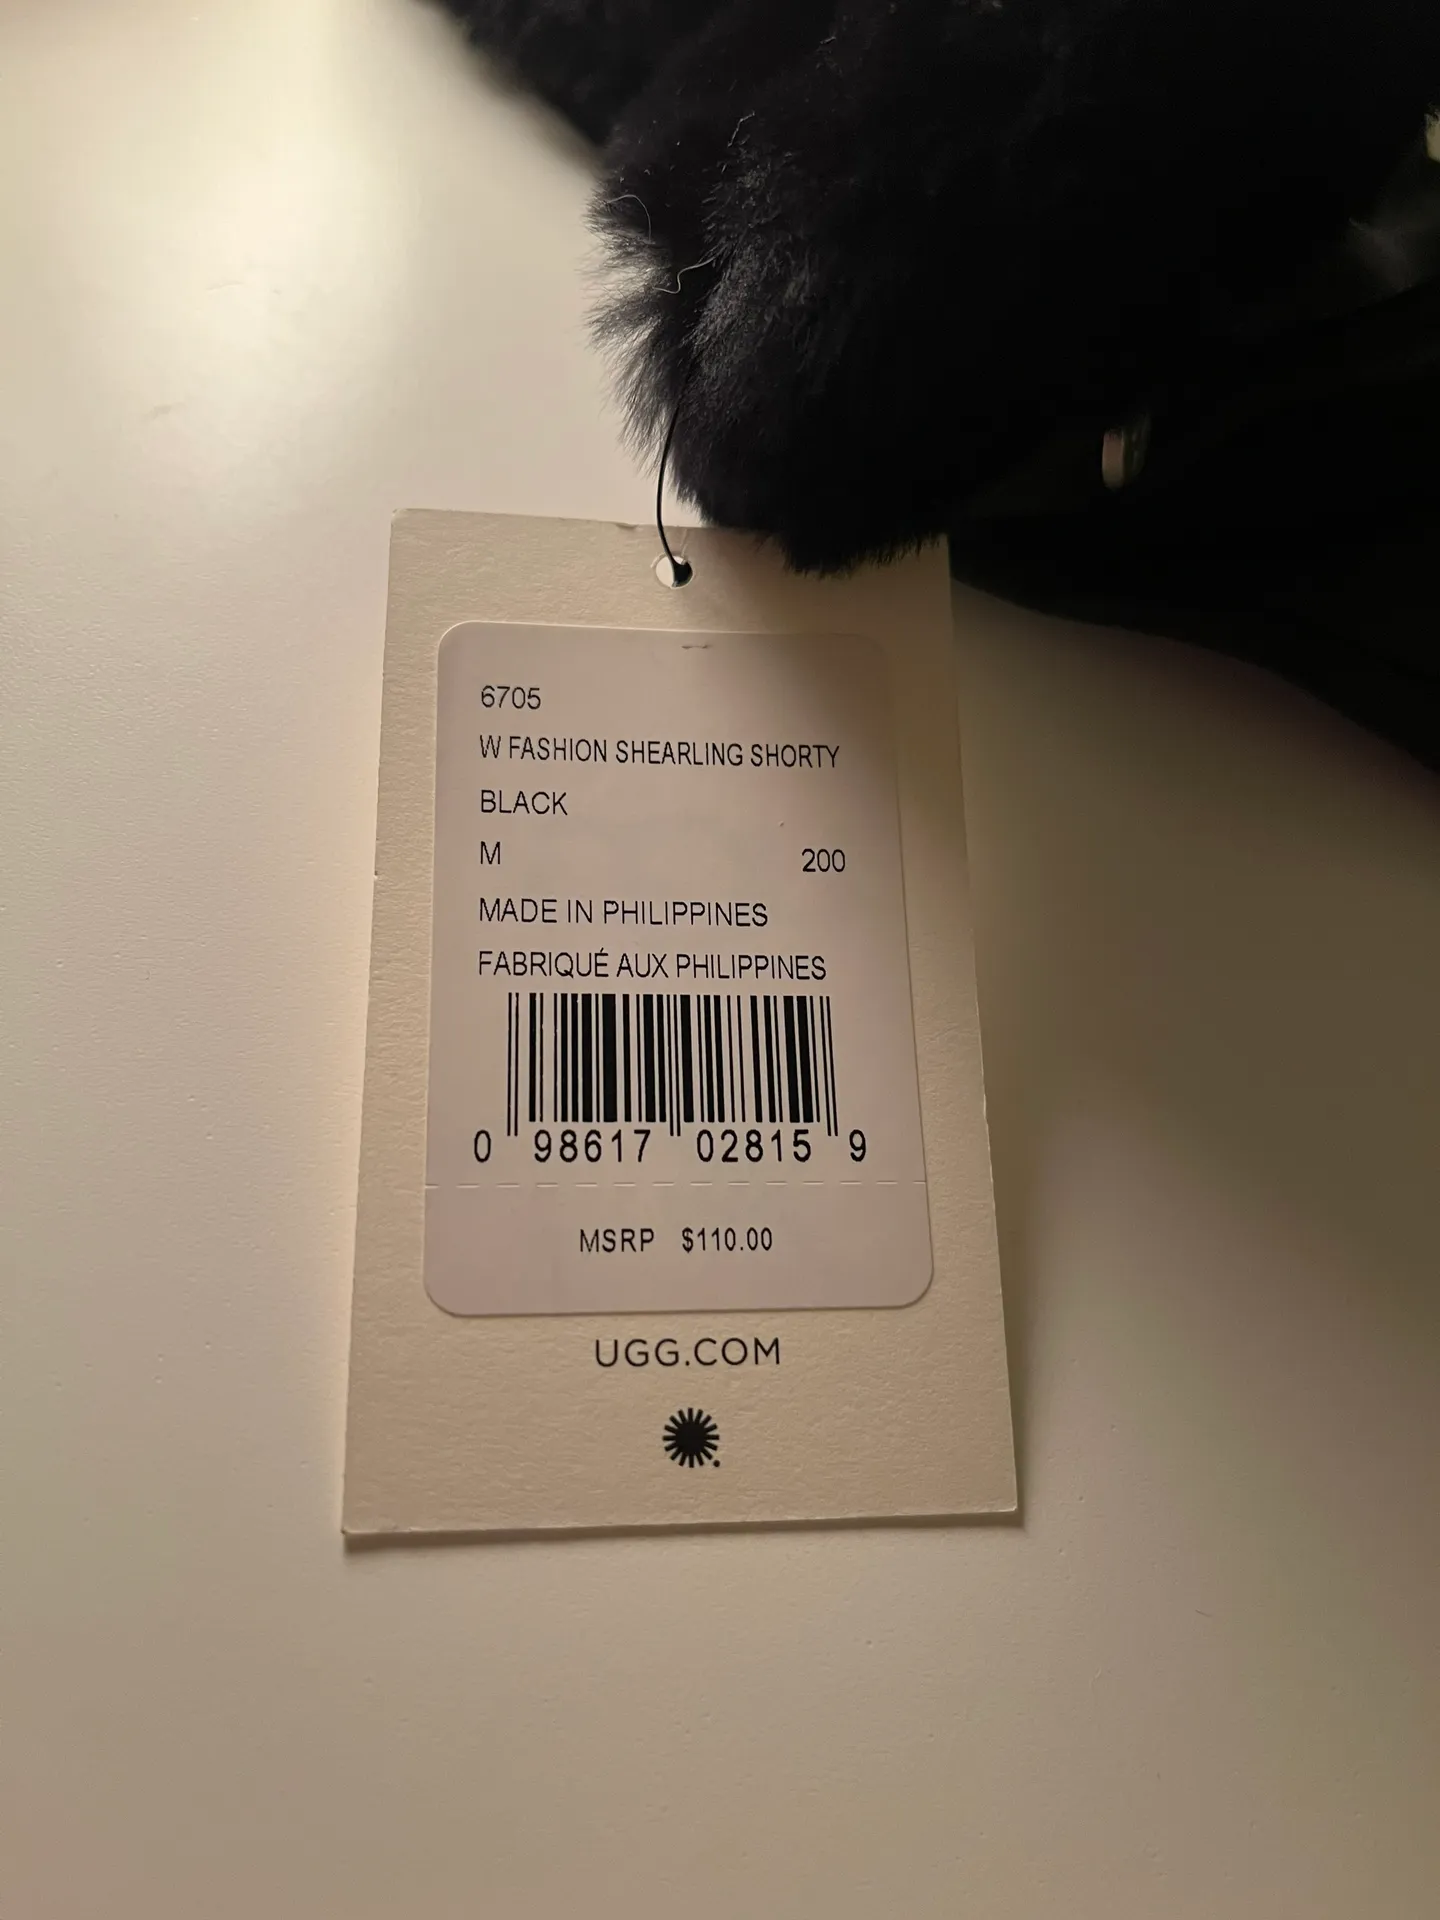 6705
W FASHION SHEARLING SHORTY
BLACK
M 200
MADE IN PHILIPPINES
FABRIQUÉ AUX PHILIPPINES
0 98617 02815 9
MSRP $110.00
UGG.COM